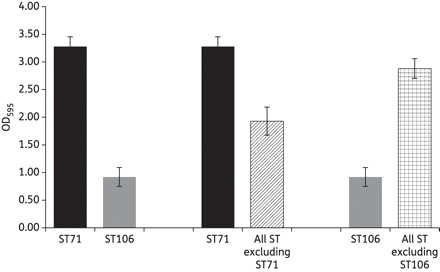 4.00
3.50
3.00
2.50
2.00
1.50
1.00
0.50
0.00
OD595
ST71
ST106
ST71
All ST
excluding
ST71
ST106
All ST
excluding
ST106